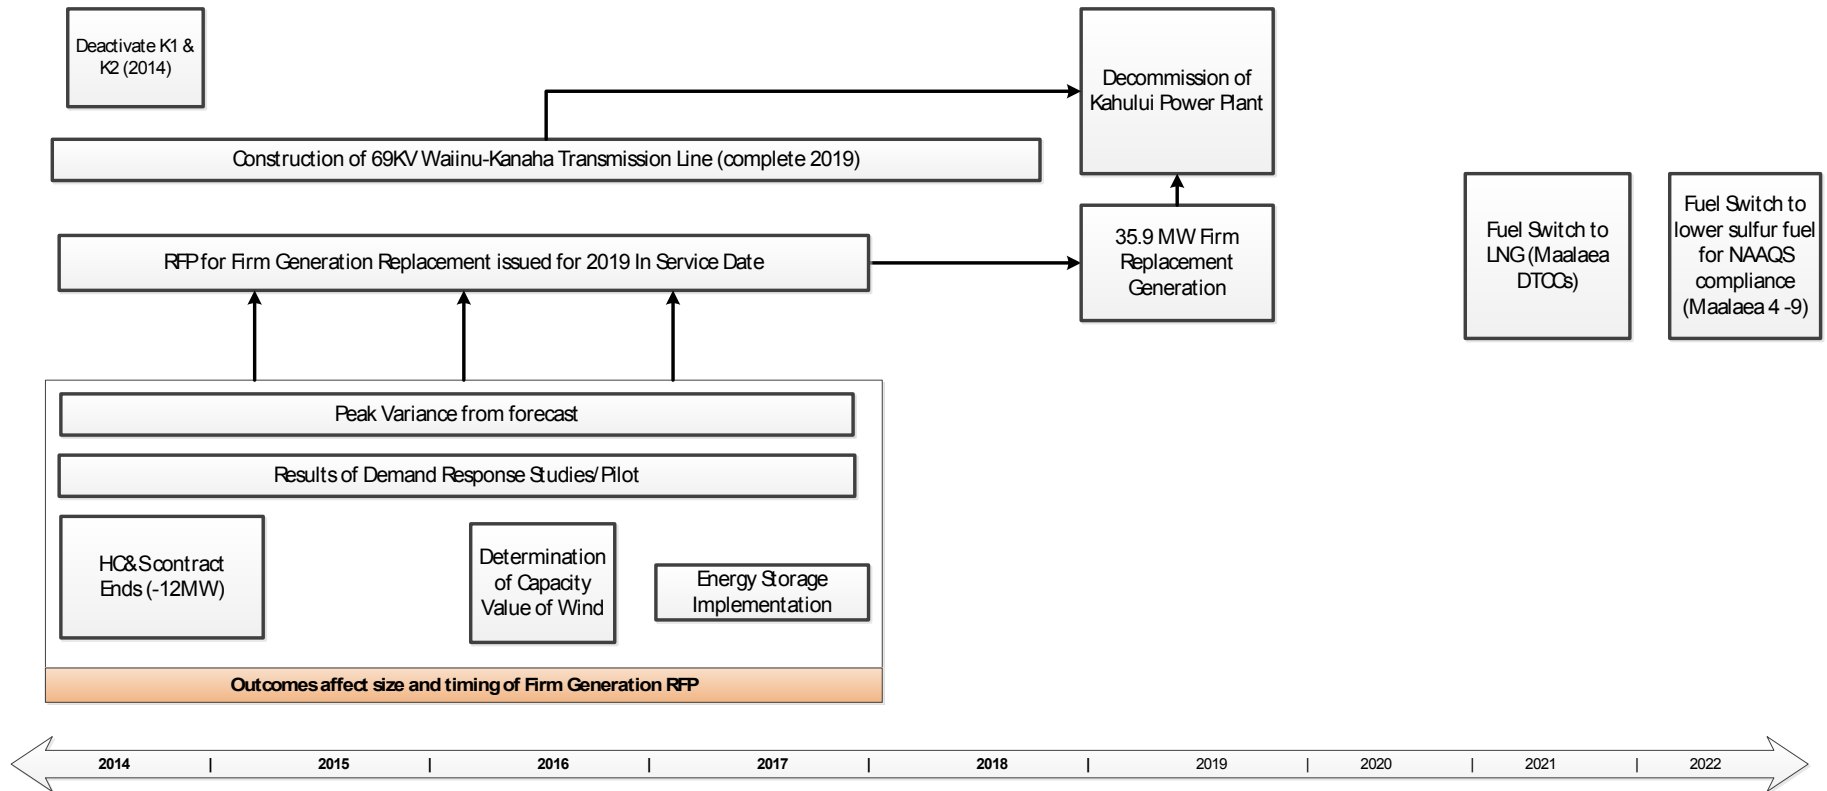 Deactivate K1 &
K2 (2014)
Decommission of
Kahului Power Plant
Construction of 69KV Waiinu-Kanaha Transmission Line (complete 2019)
RFP for Firm Generation Replacement issued for 2019 In Service Date
35.9 MW Firm
Replacement
Generation
Fuel Switch to
LNG (Maalaea
DTCCs)
Fuel Switch to
lower sulfur fuel
for NAAQS
compliance
(Maalaea 4 -9)
Peak Variance from forecast
Results of Demand Response Studies/ Pilot
HC&S contract
Ends (-12MW)
Determination
of Capacity
Value of Wind
Energy Storage
Implementation
Outcomes affect size and timing of Firm Generation RFP
2014 | 2015 | 2016 | 2017 | 2018 | 2019 | 2020 | 2021 | 2022